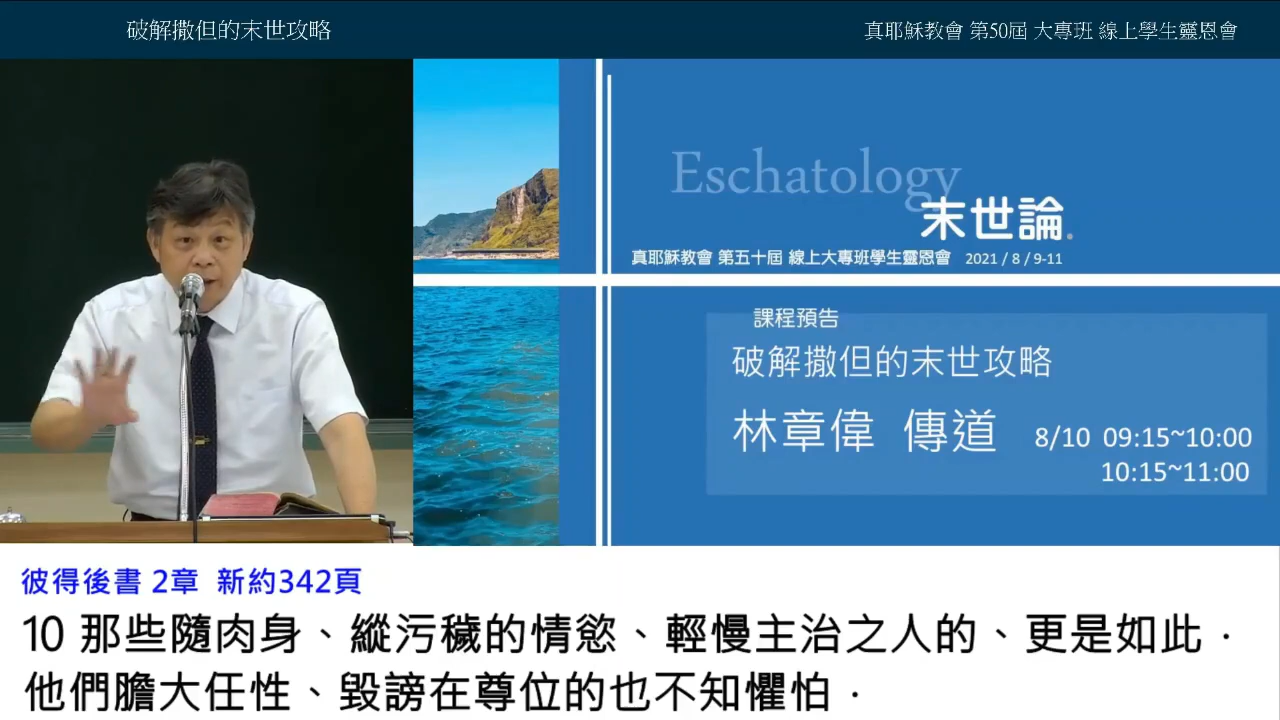 破解撒但的末世攻略
真耶穌教會 第50屆 大專班 線上學生靈恩會
Eschatology
末世論.
真耶穌教會 第五十屆 線上大專班學生靈恩會 2021 / 8 / 9-11
課程預告
破解撒但的末世攻略
林章偉 傳道 8/10 09:15~10:00
10:15~11:00
彼得後書 2章 新約342頁
10 那些隨肉身、縱污穢的情慾、輕慢主治之人的、更是如此．
他們膽大任性、毀謗在尊位的也不知懼怕．